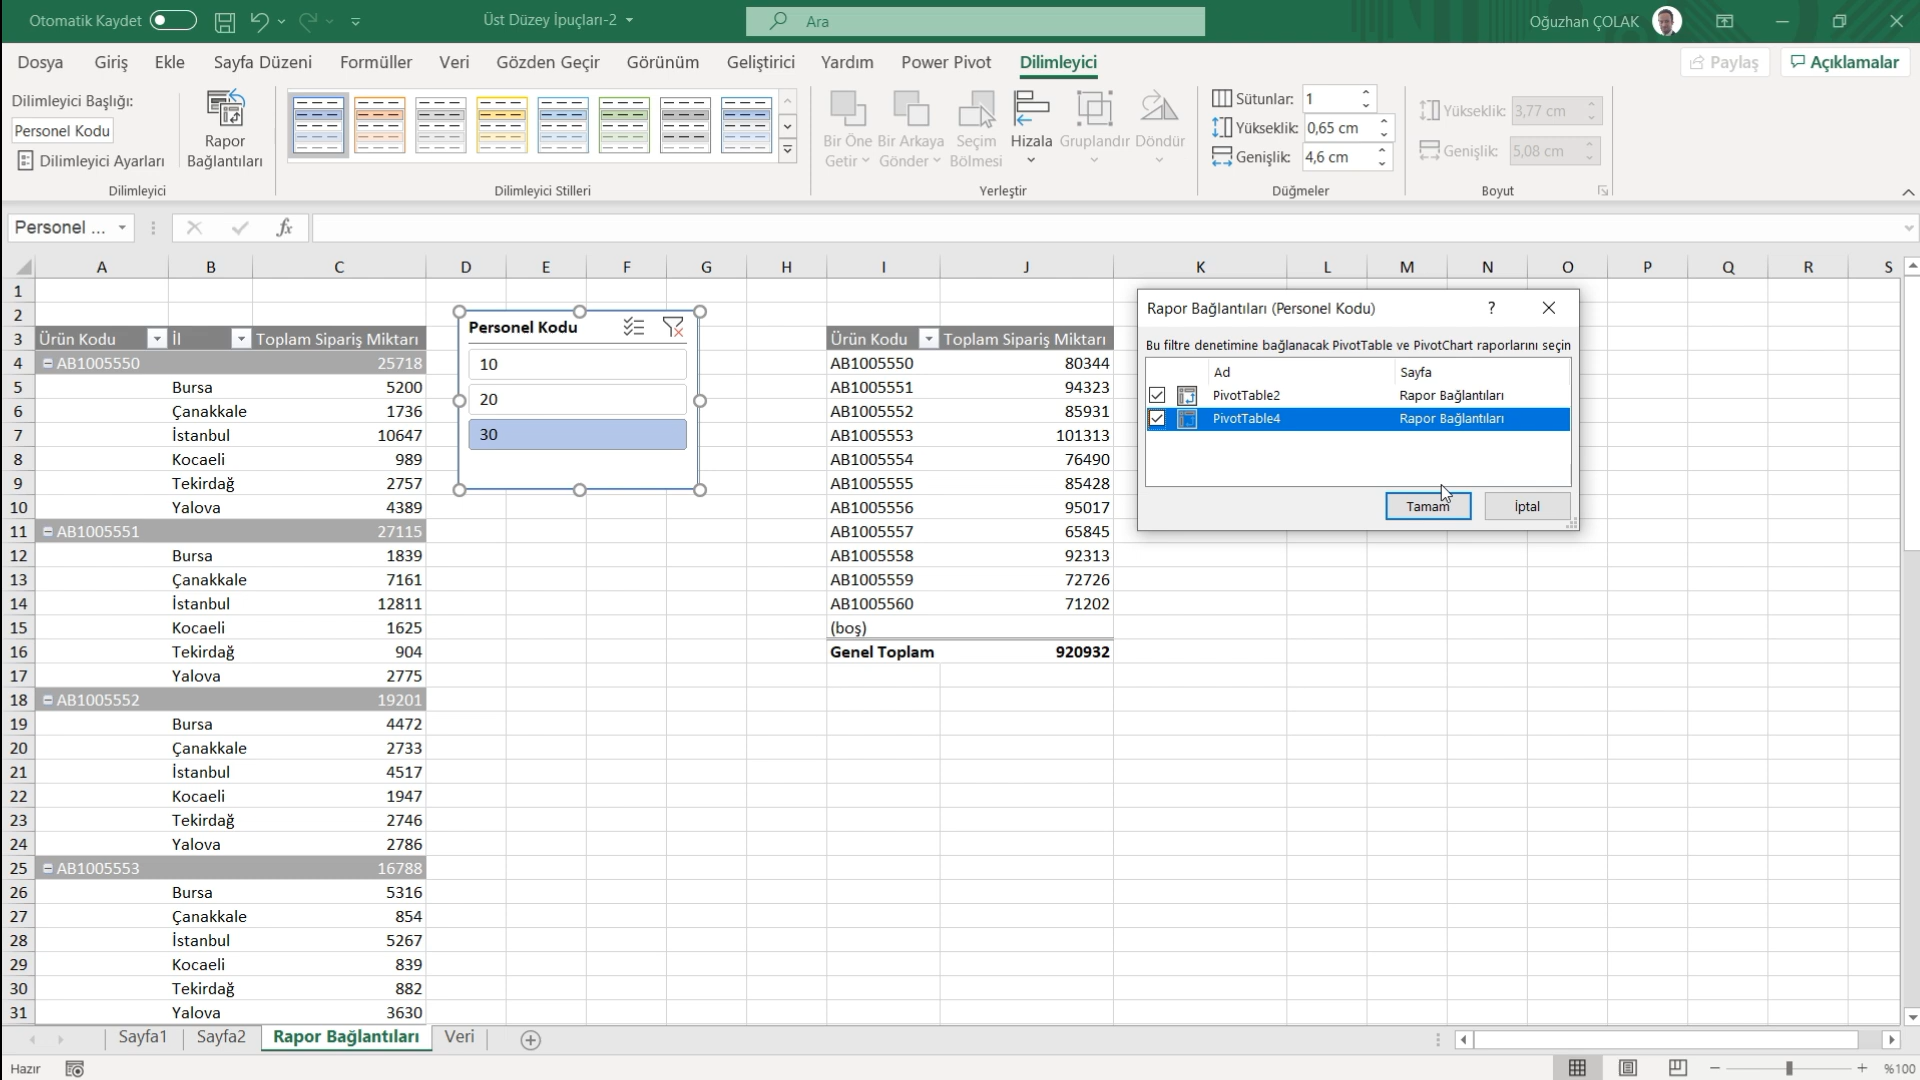 Otomatik Kaydet
Üst Düzey İpuçları-2
Ara
Oğuzhan ÇOLAK
Dosya Giriş Ekle Sayfa Düzeni Formüller Veri Gözden Geçir Görünüm Geliştirici Yardım Power Pivot Dilimleyici
Paylaş Açıklamalar
Dilimleyici Başlığı:
Personel Kodu
Dilimleyici Ayarları
Rapor
Bağlantıları
Dilimleyici
Dilimleyici Stilleri
Bir Öne
Getir
Bir Arkaya
Gönder
Seçim
Bölmesi
Hizala
Gruplandır
Döndür
Yerleştir
Sütunlar: 1
Yükseklik: 0,65 cm
Genişlik: 4,6 cm
Düğmeler
Yükseklik: 3,77 cm
Genişlik: 5,08 cm
Boyut
Personel ...
fx
A B C D E F G H I J K L M N O P Q R S
1
2
3 Ürün Kodu İl Toplam Sipariş Miktarı
4 AB1005550 25718
5 Bursa 5200
6 Çanakkale 1736
7 İstanbul 10647
8 Kocaeli 989
9 Tekirdağ 2757
10 Yalova 4389
11 AB1005551 27115
12 Bursa 1839
13 Çanakkale 7161
14 İstanbul 12811
15 Kocaeli 1625
16 Tekirdağ 904
17 Yalova 2775
18 AB1005552 19201
19 Bursa 4472
20 Çanakkale 2733
21 İstanbul 4517
22 Kocaeli 1947
23 Tekirdağ 2746
24 Yalova 2786
25 AB1005553 16788
26 Bursa 5316
27 Çanakkale 854
28 İstanbul 5267
29 Kocaeli 839
30 Tekirdağ 882
31 Yalova 3630
Personel Kodu
10
20
30
Ürün Kodu Toplam Sipariş Miktarı
AB1005550 80344
AB1005551 94323
AB1005552 85931
AB1005553 101313
AB1005554 76490
AB1005555 85428
AB1005556 95017
AB1005557 65845
AB1005558 92313
AB1005559 72726
AB1005560 71202
(boş)
Genel Toplam 920932
Rapor Bağlantıları (Personel Kodu) ?
Bu filtre denetimine bağlanacak PivotTable ve PivotChart raporlarını seçin
Ad Sayfa
PivotTable2 Rapor Bağlantıları
PivotTable4 Rapor Bağlantıları
Tamam İptal
Sayfa1 Sayfa2 Rapor Bağlantıları Veri
Hazır
%100